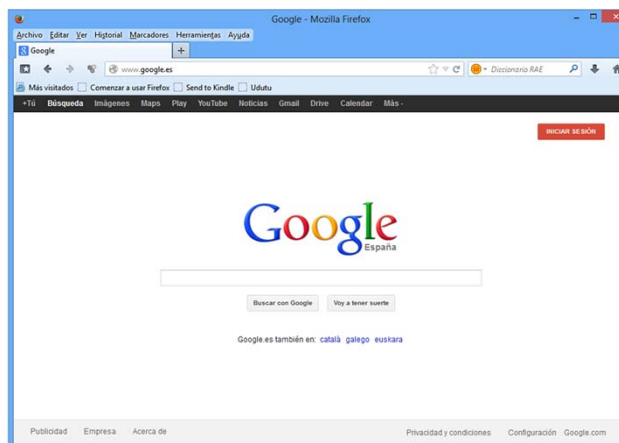 Google - Mozilla Firefox
Archivo Editar Ver Historial Marcadores Herramientas Ayuda
Google
www.google.es
Diccionario RAE
Más visitados Comenzar a usar Firefox Send to Kindle Udutu
+Tú Búsqueda Imágenes Maps Play YouTube Noticias Gmail Drive Calendar Más
INICIAR SESIÓN
Google
España
Buscar con Google Voy a tener suerte
Google.es también en: català galego euskara
Publicidad Empresa Acerca de Privacidad y condiciones Configuración Google.com